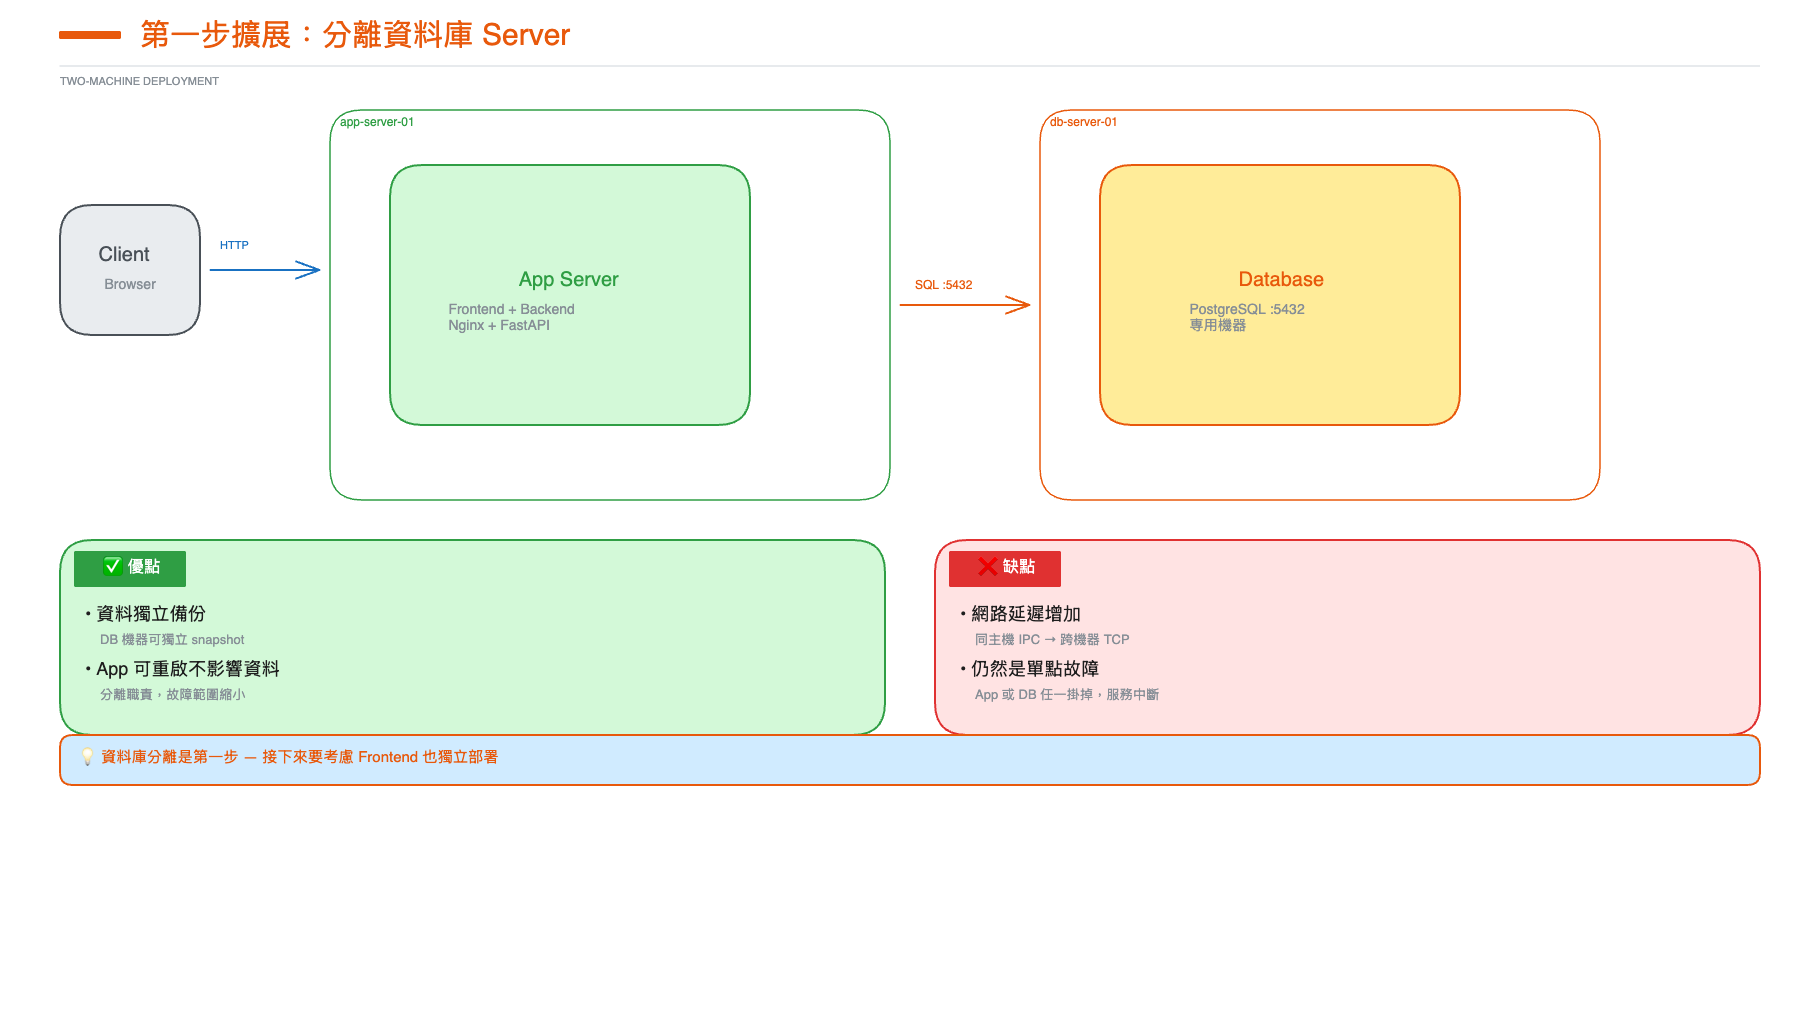 第一步擴展：分離資料庫 Server
TWO-MACHINE DEPLOYMENT
app-server-01
db-server-01
Client
Browser
HTTP
App Server
Frontend + Backend
Nginx + FastAPI
SQL :5432
Database
PostgreSQL :5432
專用機器
✅ 優點
• 資料獨立備份
DB 機器可獨立 snapshot
• App 可重啟不影響資料
分離職責，故障範圍縮小
❌ 缺點
• 網路延遲增加
同主機 IPC → 跨機器 TCP
• 仍然是單點故障
App 或 DB 任一掛掉，服務中斷
💡 資料庫分離是第一步 — 接下來要考慮 Frontend 也獨立部署